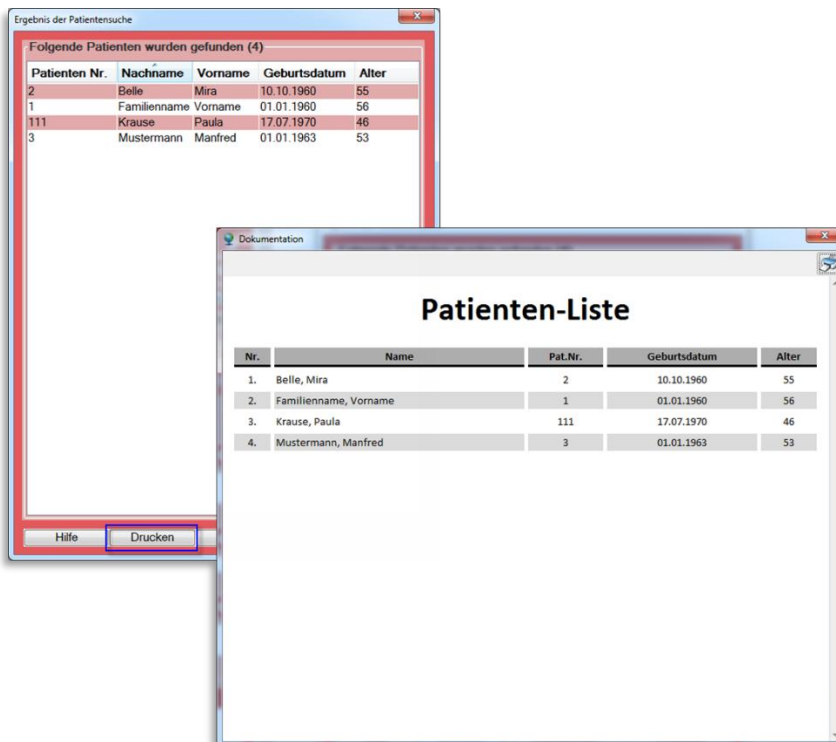 Ergebnis der Patientensuche
Folgende Patienten wurden gefunden (4)
Patienten Nr. Nachname Vorname Geburtsdatum Alter
2 Belle Mira 10.10.1960 55
1 Familienname Vorname 01.01.1960 56
111 Krause Paula 17.07.1970 46
3 Mustermann Manfred 01.01.1963 53
Hilfe Drucken
Dokumentation
Patienten-Liste
Nr. Name Pat.Nr. Geburtsdatum Alter
1. Belle, Mira 2 10.10.1960 55
2. Familienname, Vorname 1 01.01.1960 56
3. Krause, Paula 111 17.07.1970 46
4. Mustermann, Manfred 3 01.01.1963 53